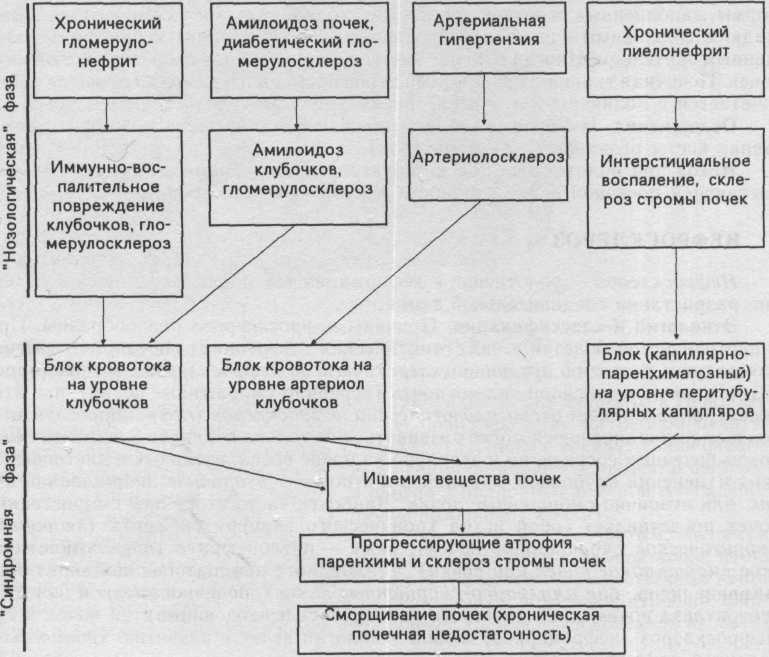 "Нозологическая" фаза
Хронический
гломеруло-
нефрит
Амилоидоз почек,
диабетический гло-
мерулосклероз
Артериальная
гипертензия
Хронический
пиелонефрит
Иммунно-вос-
палительное
повреждение
клубочков, гло-
мерулосклероз
Амилоидоз
клубочков,
гломерулосклероз
Артериолосклероз
Интерстициальное
воспаление, скле-
роз стромы почек
"Синдромная фаза"
Блок кровотока
на уровне
клубочков
Блок кровотока на
уровне артериол
клубочков
Блок (капиллярно-
паренхиматозный)
на уровне перитубу-
лярных капилляров
Ишемия вещества почек
Прогрессирующие атрофия
паренхимы и склероз стромы почек
Сморщивание почек (хроническая
почечная недостаточность)